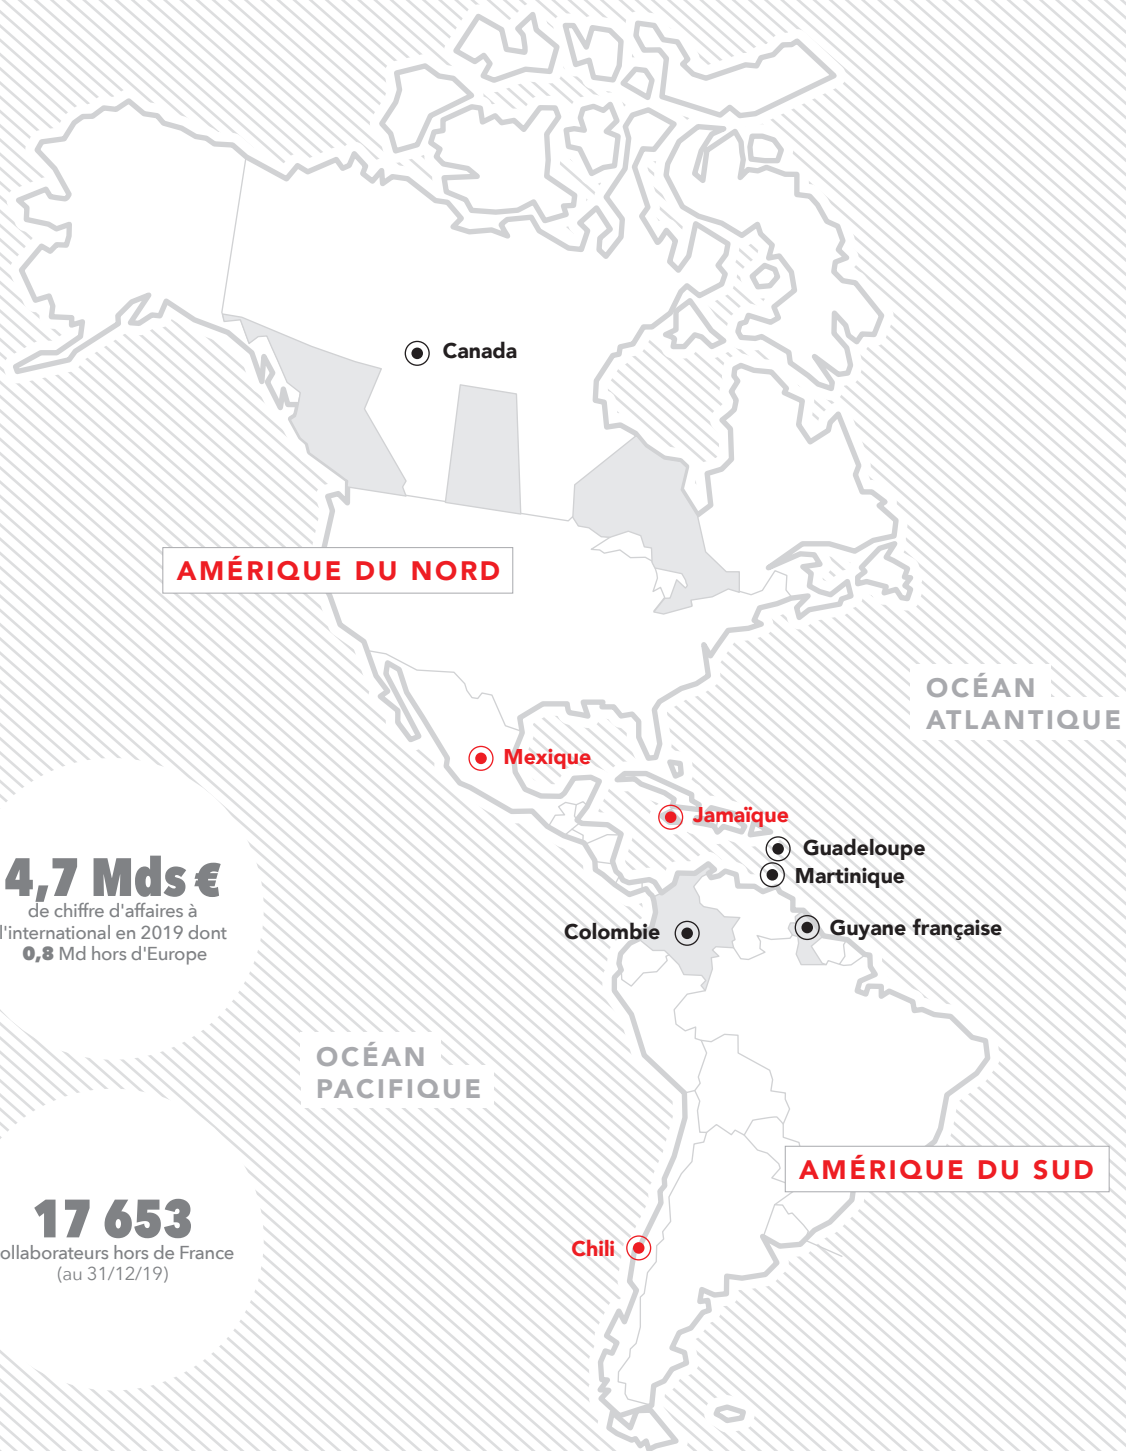 Canada
AMÉRIQUE DU NORD
OCÉAN
ATLANTIQUE
Mexique
Jamaïque
Guadeloupe
Martinique
Colombie
Guyane française
4,7 Mds €
de chiffre d'affaires à
l'international en 2019 dont
0,8 Md hors d'Europe
OCÉAN
PACIFIQUE
AMÉRIQUE DU SUD
17 653
ollaborateurs hors de France
(au 31/12/19)
Chili